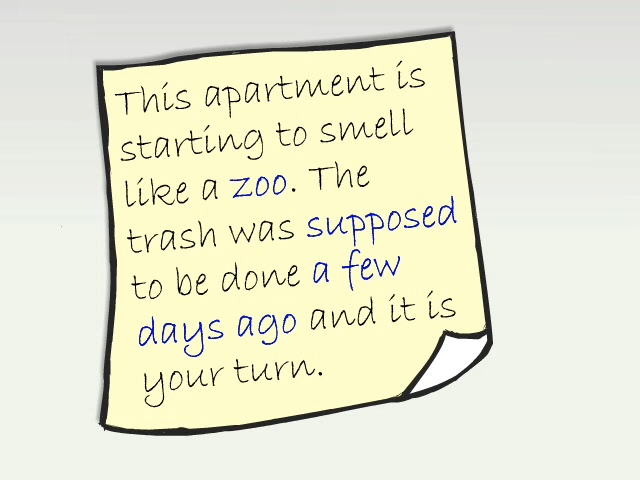 This apartment is
starting to smell
like a zoo. The
trash was supposed
to be done a few
days ago and it is
your turn.